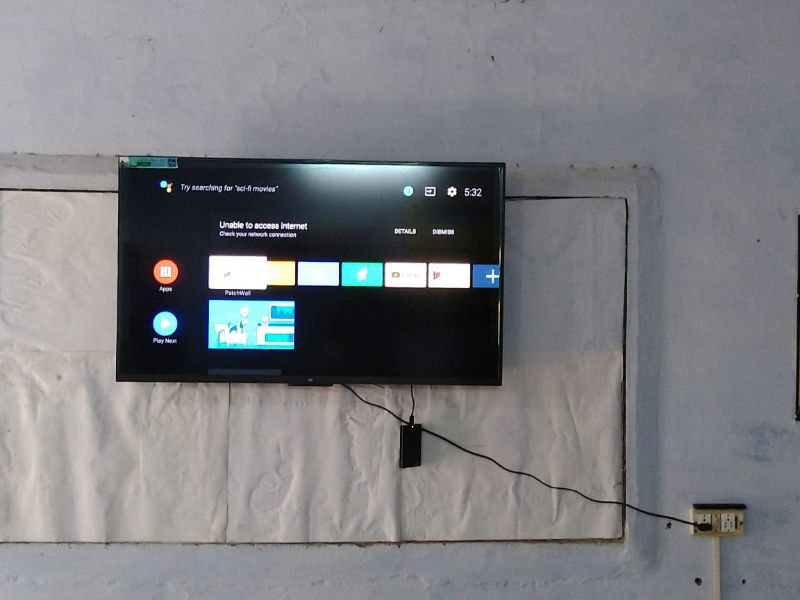 Try searching for "sci-fi movies"
5:32
Unable to access internet
Check your network connection
DETAILS
DISMISS
Apps
PatchWall
Play Next